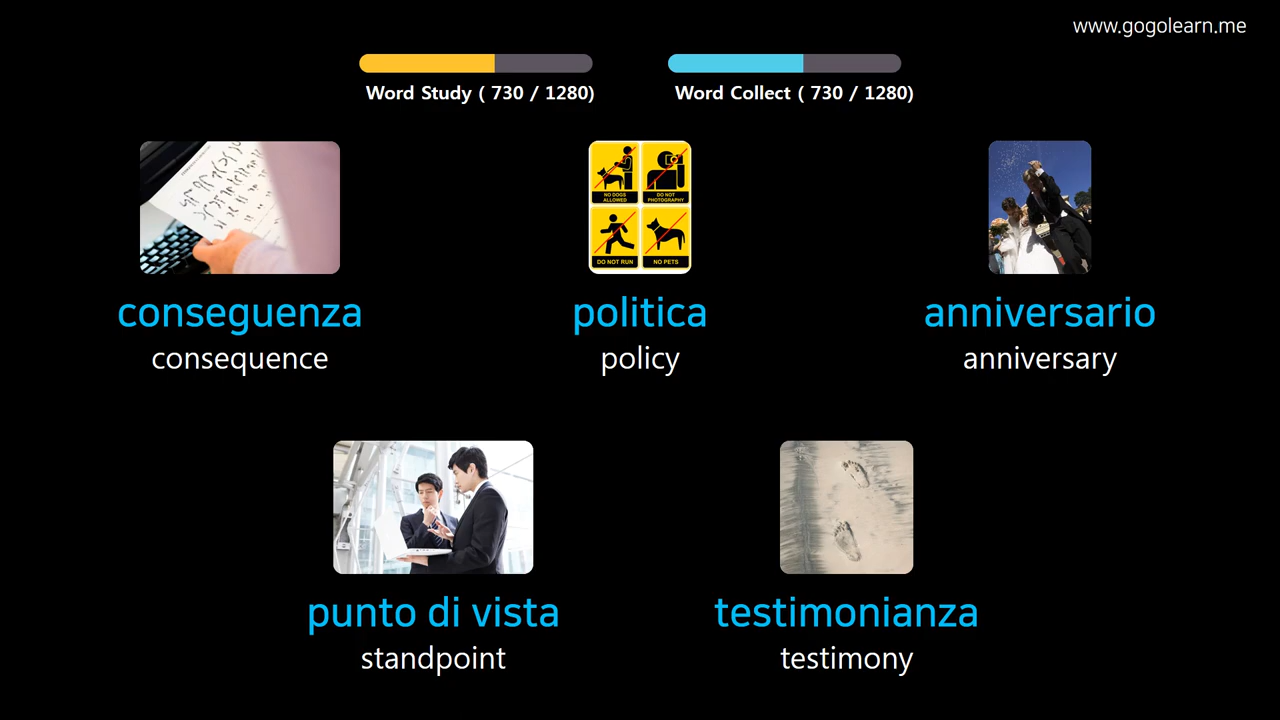 www.gogolearn.me
Word Study ( 730 / 1280)
Word Collect ( 730 / 1280)
NO DOGS
ALLOWED
DO NOT
PHOTOGRAPHY
DO NOT RUN
NO PETS
conseguenza
consequence
politica
policy
anniversario
anniversary
punto di vista
standpoint
testimonianza
testimony